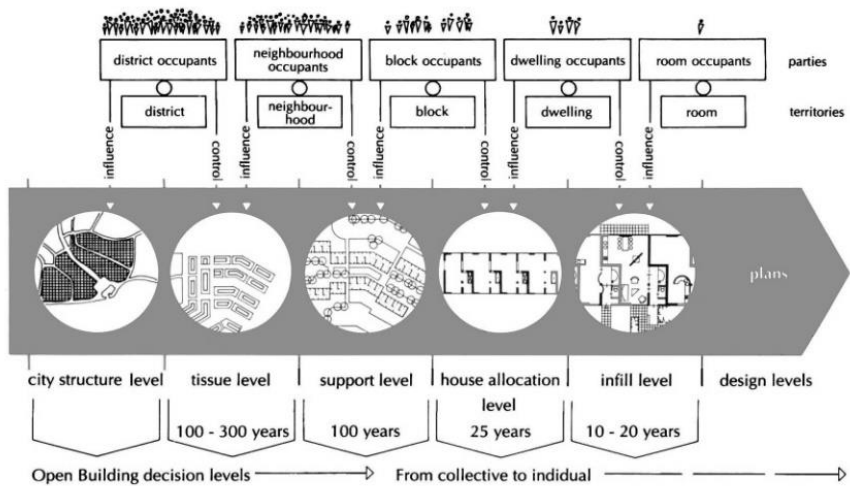 district occupants
neighbourhood
occupants
block occupants
dwelling occupants
room occupants
parties
district
neighbour-
hood
block
dwelling
room
territories
influence
control
influence
control
influence
control
influence
control
influence
plans
city structure level
tissue level
support level
house allocation
level
infill level
design levels
100 - 300 years
100 years
25 years
10 - 20 years
Open Building decision levels
From collective to indidual